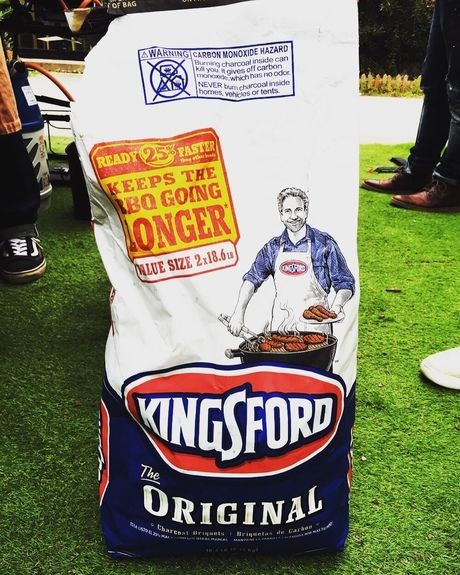 OF BAG
WARNING CARBON MONOXIDE HAZARD
Burning charcoal inside can
kill you. It gives off carbon
monoxide, which has no odor.
NEVER burn charcoal inside
homes, vehicles or tents.
READY 25% FASTER
KEEPS THE
BBQ GOING
LONGER*
VALUE SIZE 2x18.6 LB
KINGSFORD
KINGSFORD
The
ORIGINAL
Charcoal Briquets | Briquetas de Carbon